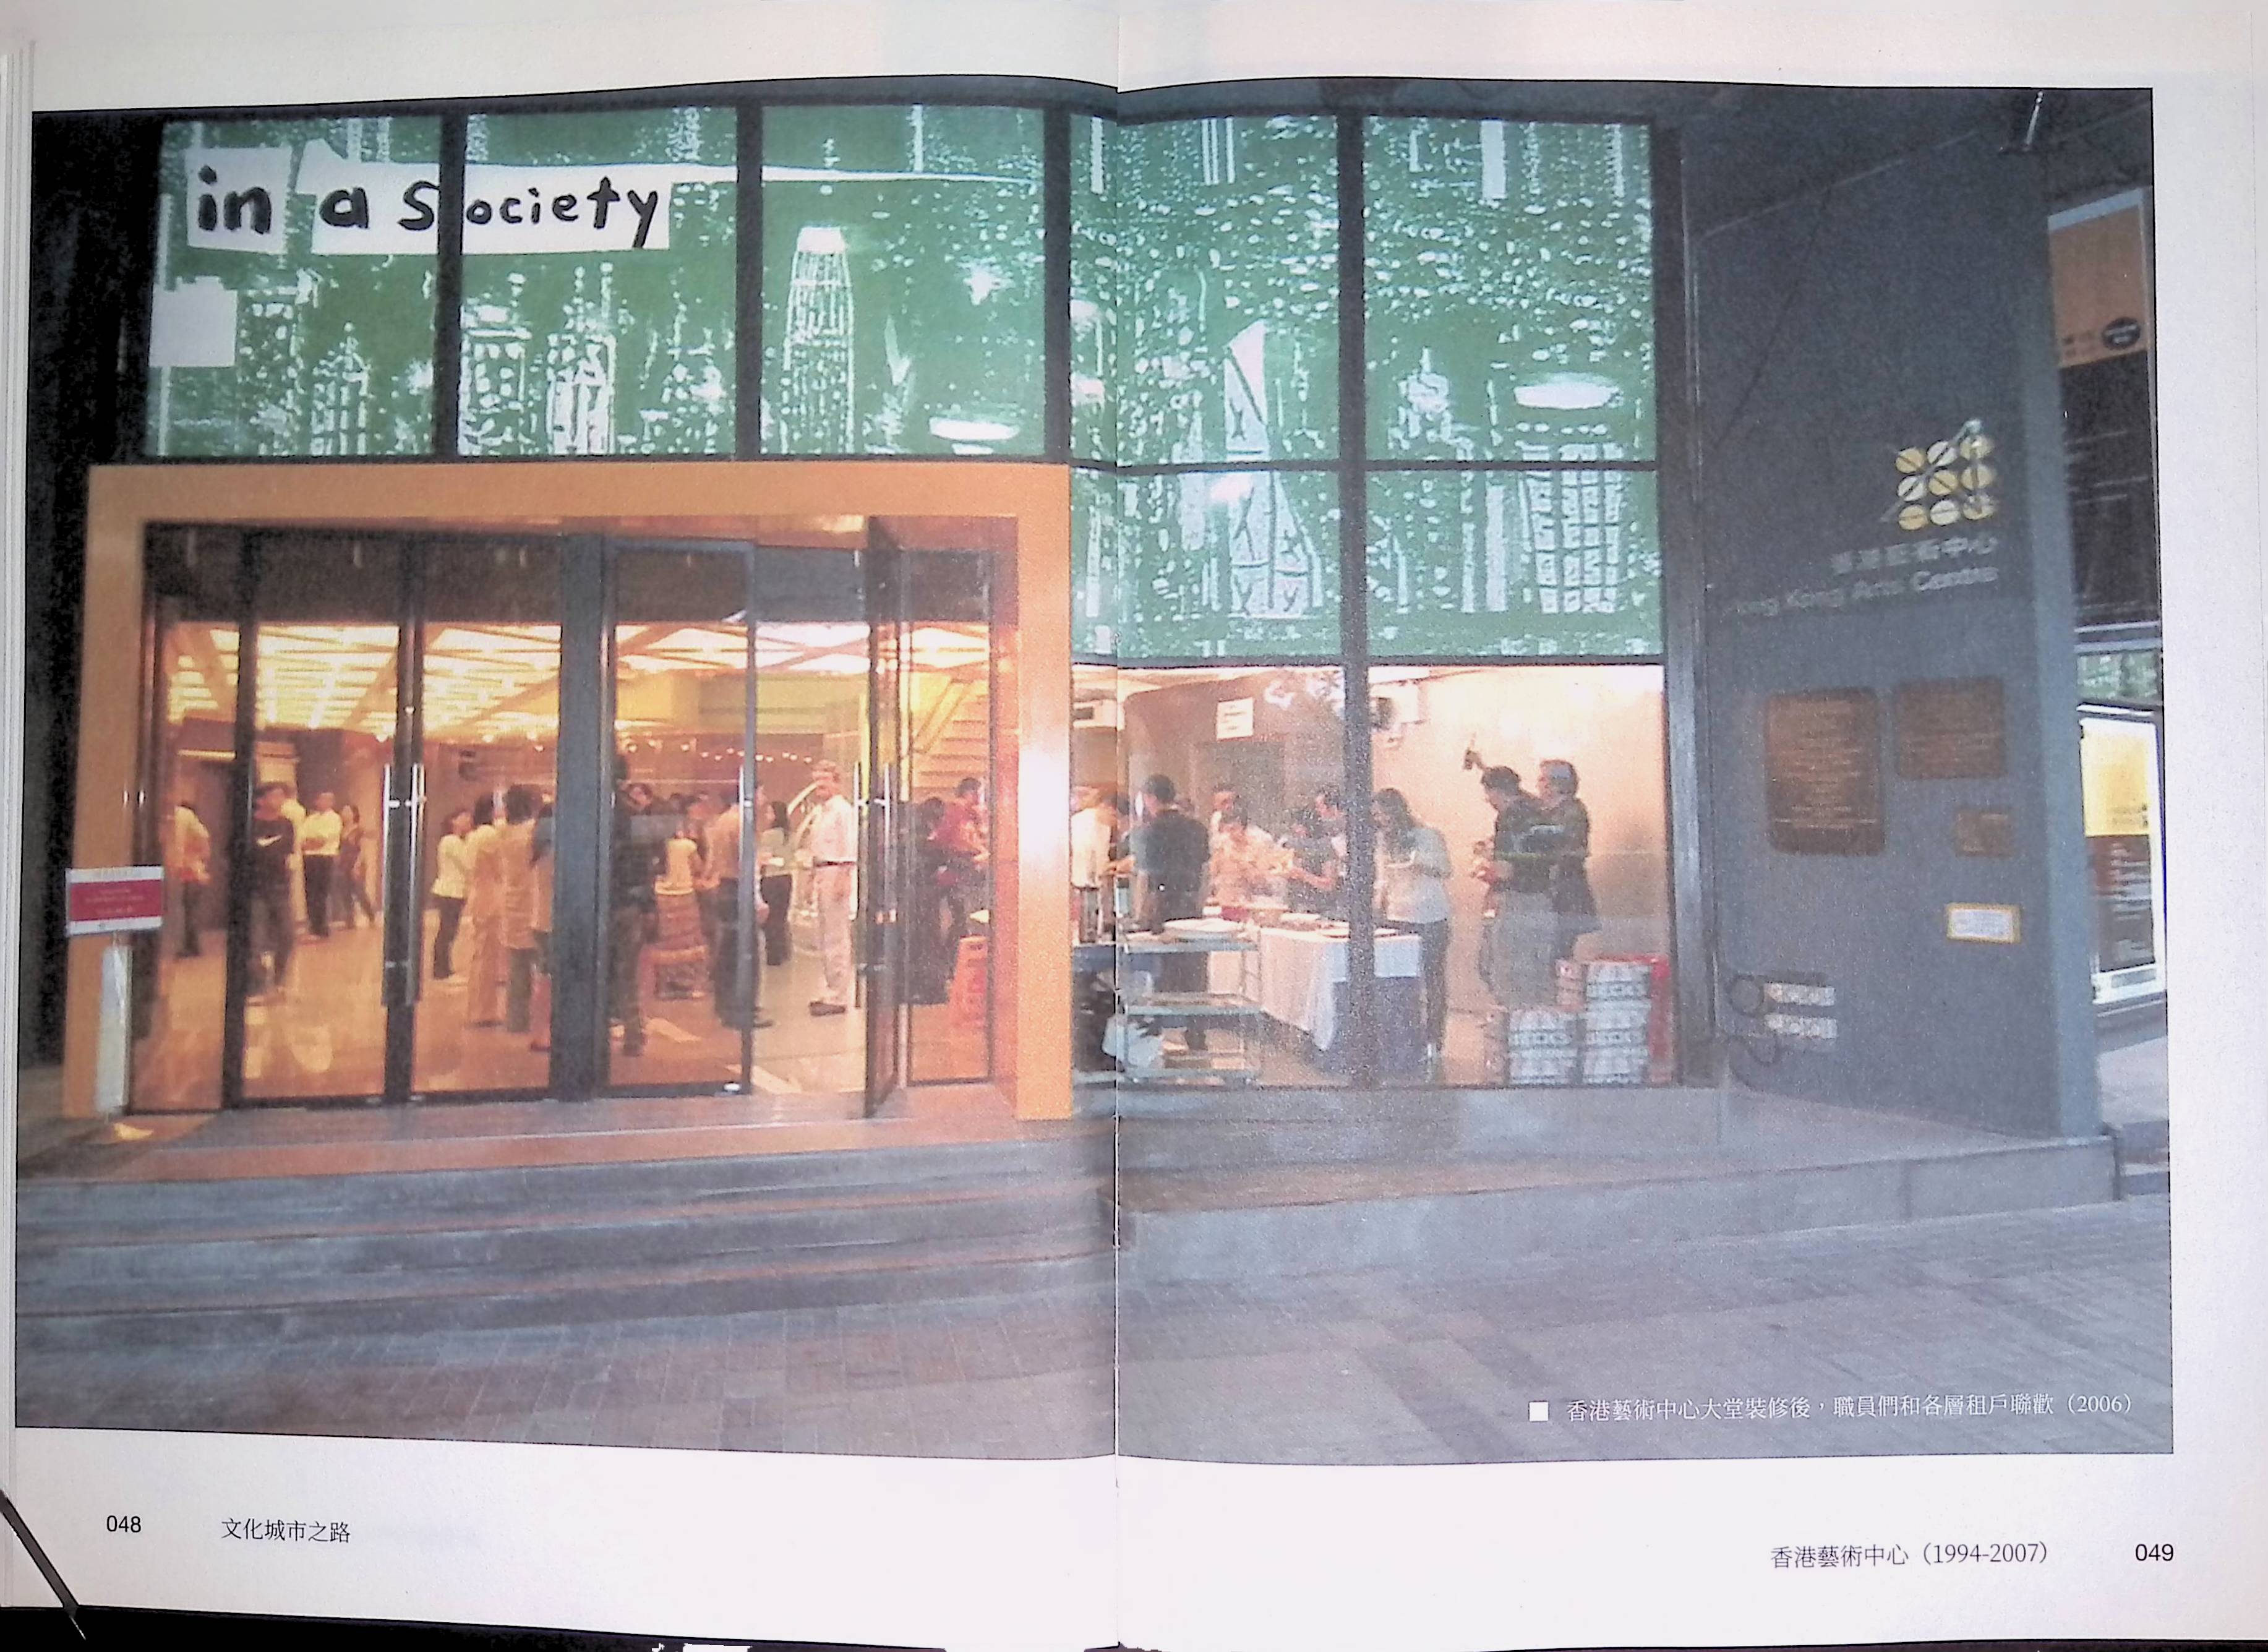 in a society
香港藝術中心
Hong Kong Arts Centre
BECKS
BECKS
■ 香港藝術中心大堂裝修後，職員們和各層租戶聯歡（2006）
048 文化城市之路
香港藝術中心（1994-2007） 049